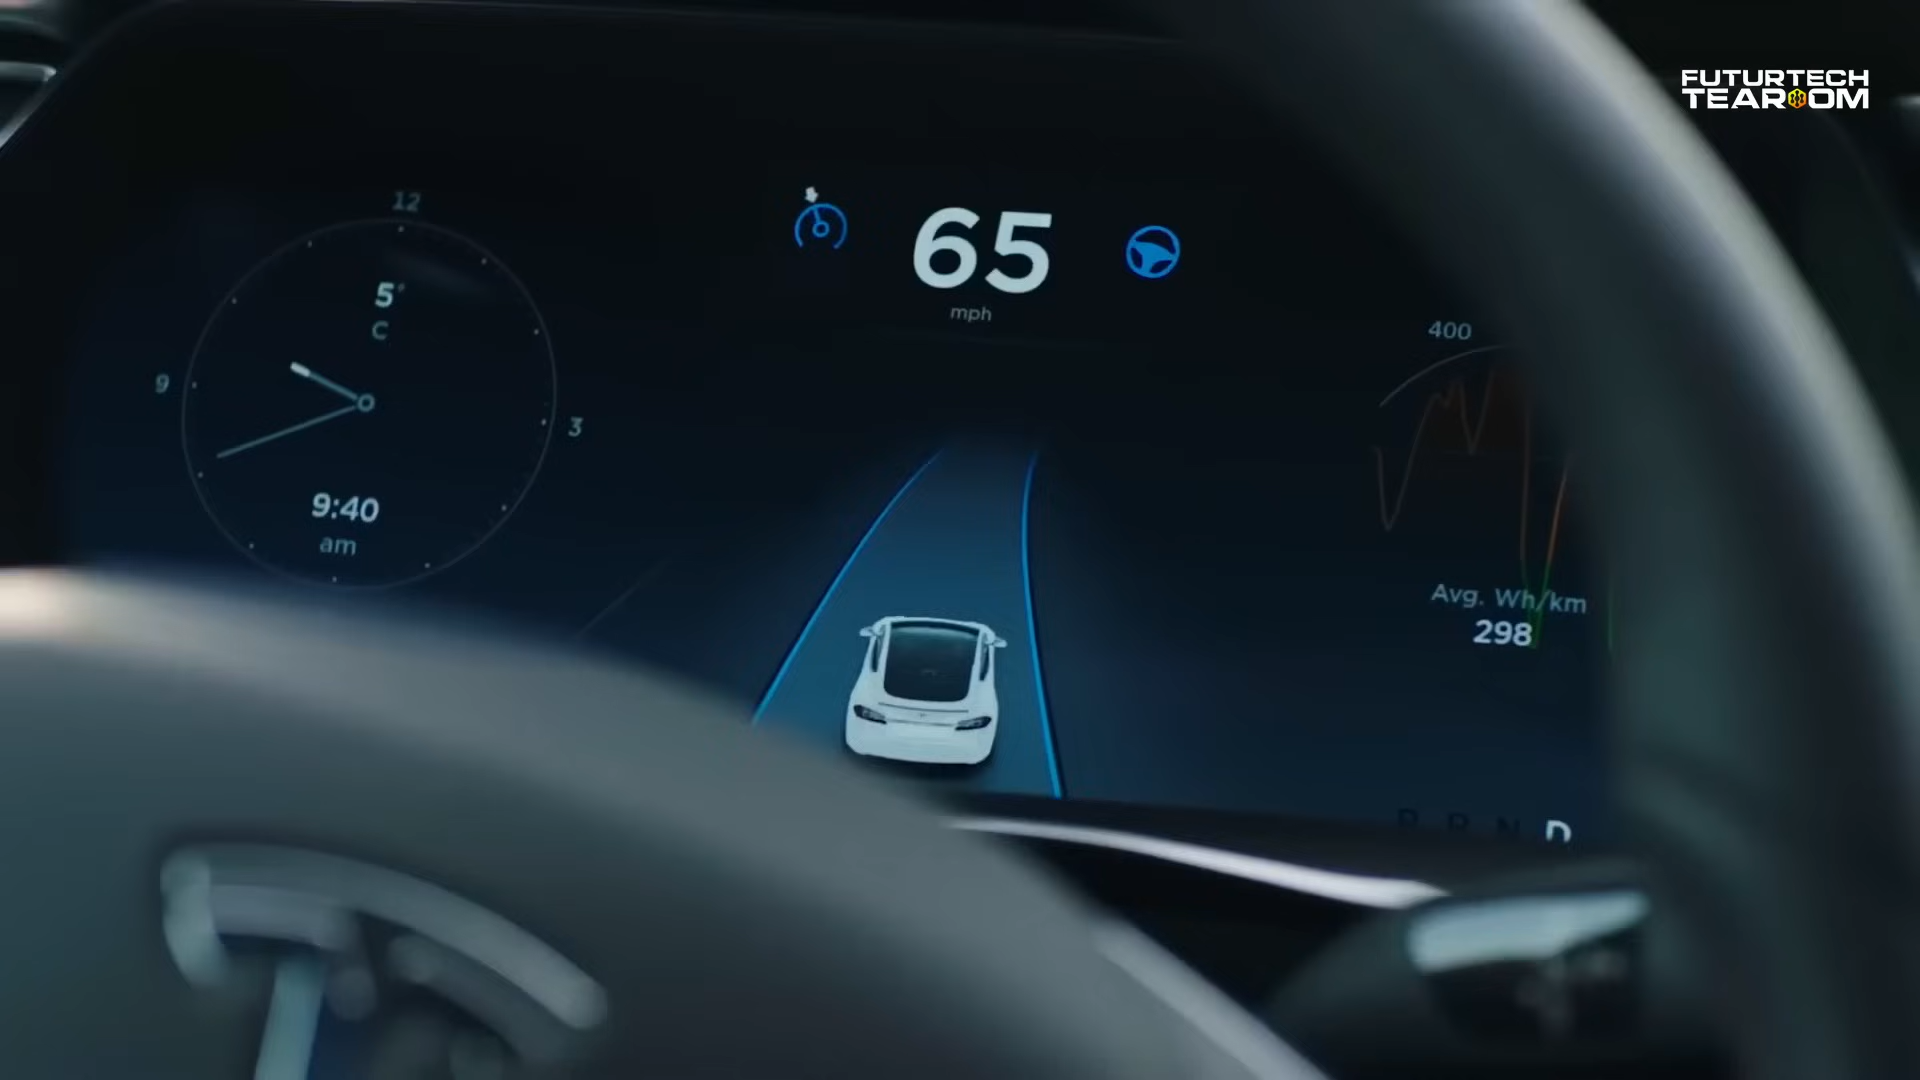 FUTURTECH
TEAROOM
12
5°
C
9
3
9:40
am
65
mph
400
Avg. Wh/km
298
P R N D